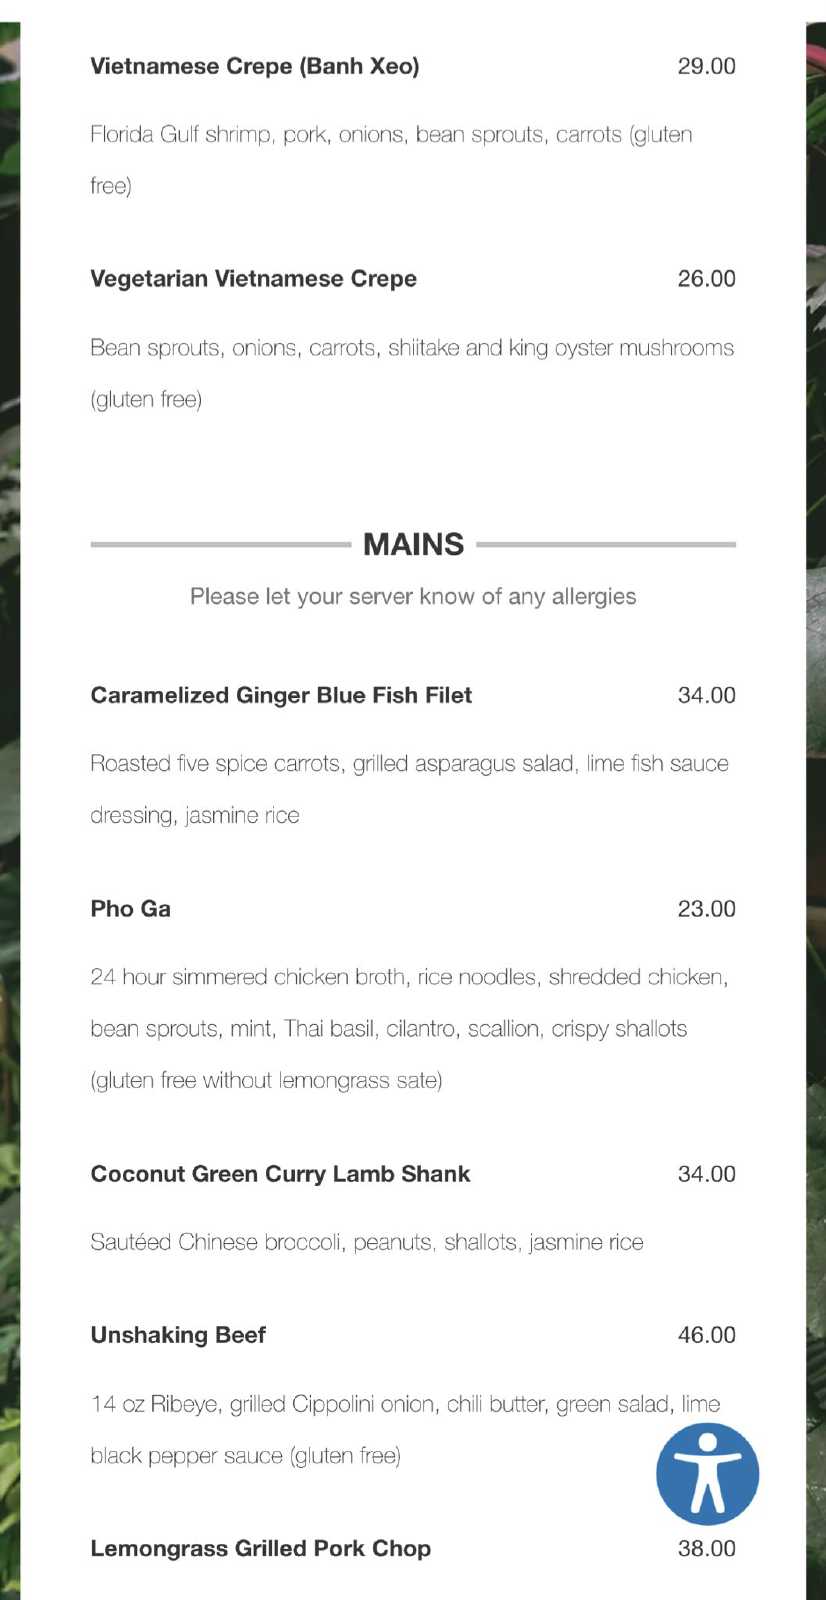 Vietnamese Crepe (Banh Xeo) 29.00
Florida Gulf shrimp, pork, onions, bean sprouts, carrots (gluten
free)
Vegetarian Vietnamese Crepe 26.00
Bean sprouts, onions, carrots, shiitake and king oyster mushrooms
(gluten free)
MAINS
Please let your server know of any allergies
Caramelized Ginger Blue Fish Filet 34.00
Roasted five spice carrots, grilled asparagus salad, lime fish sauce
dressing, jasmine rice
Pho Ga 23.00
24 hour simmered chicken broth, rice noodles, shredded chicken,
bean sprouts, mint, Thai basil, cilantro, scallion, crispy shallots
(gluten free without lemongrass sate)
Coconut Green Curry Lamb Shank 34.00
Sautéed Chinese broccoli, peanuts, shallots, jasmine rice
Unshaking Beef 46.00
14 oz Ribeye, grilled Cippolini onion, chili butter, green salad, lime
black pepper sauce (gluten free)
Lemongrass Grilled Pork Chop 38.00